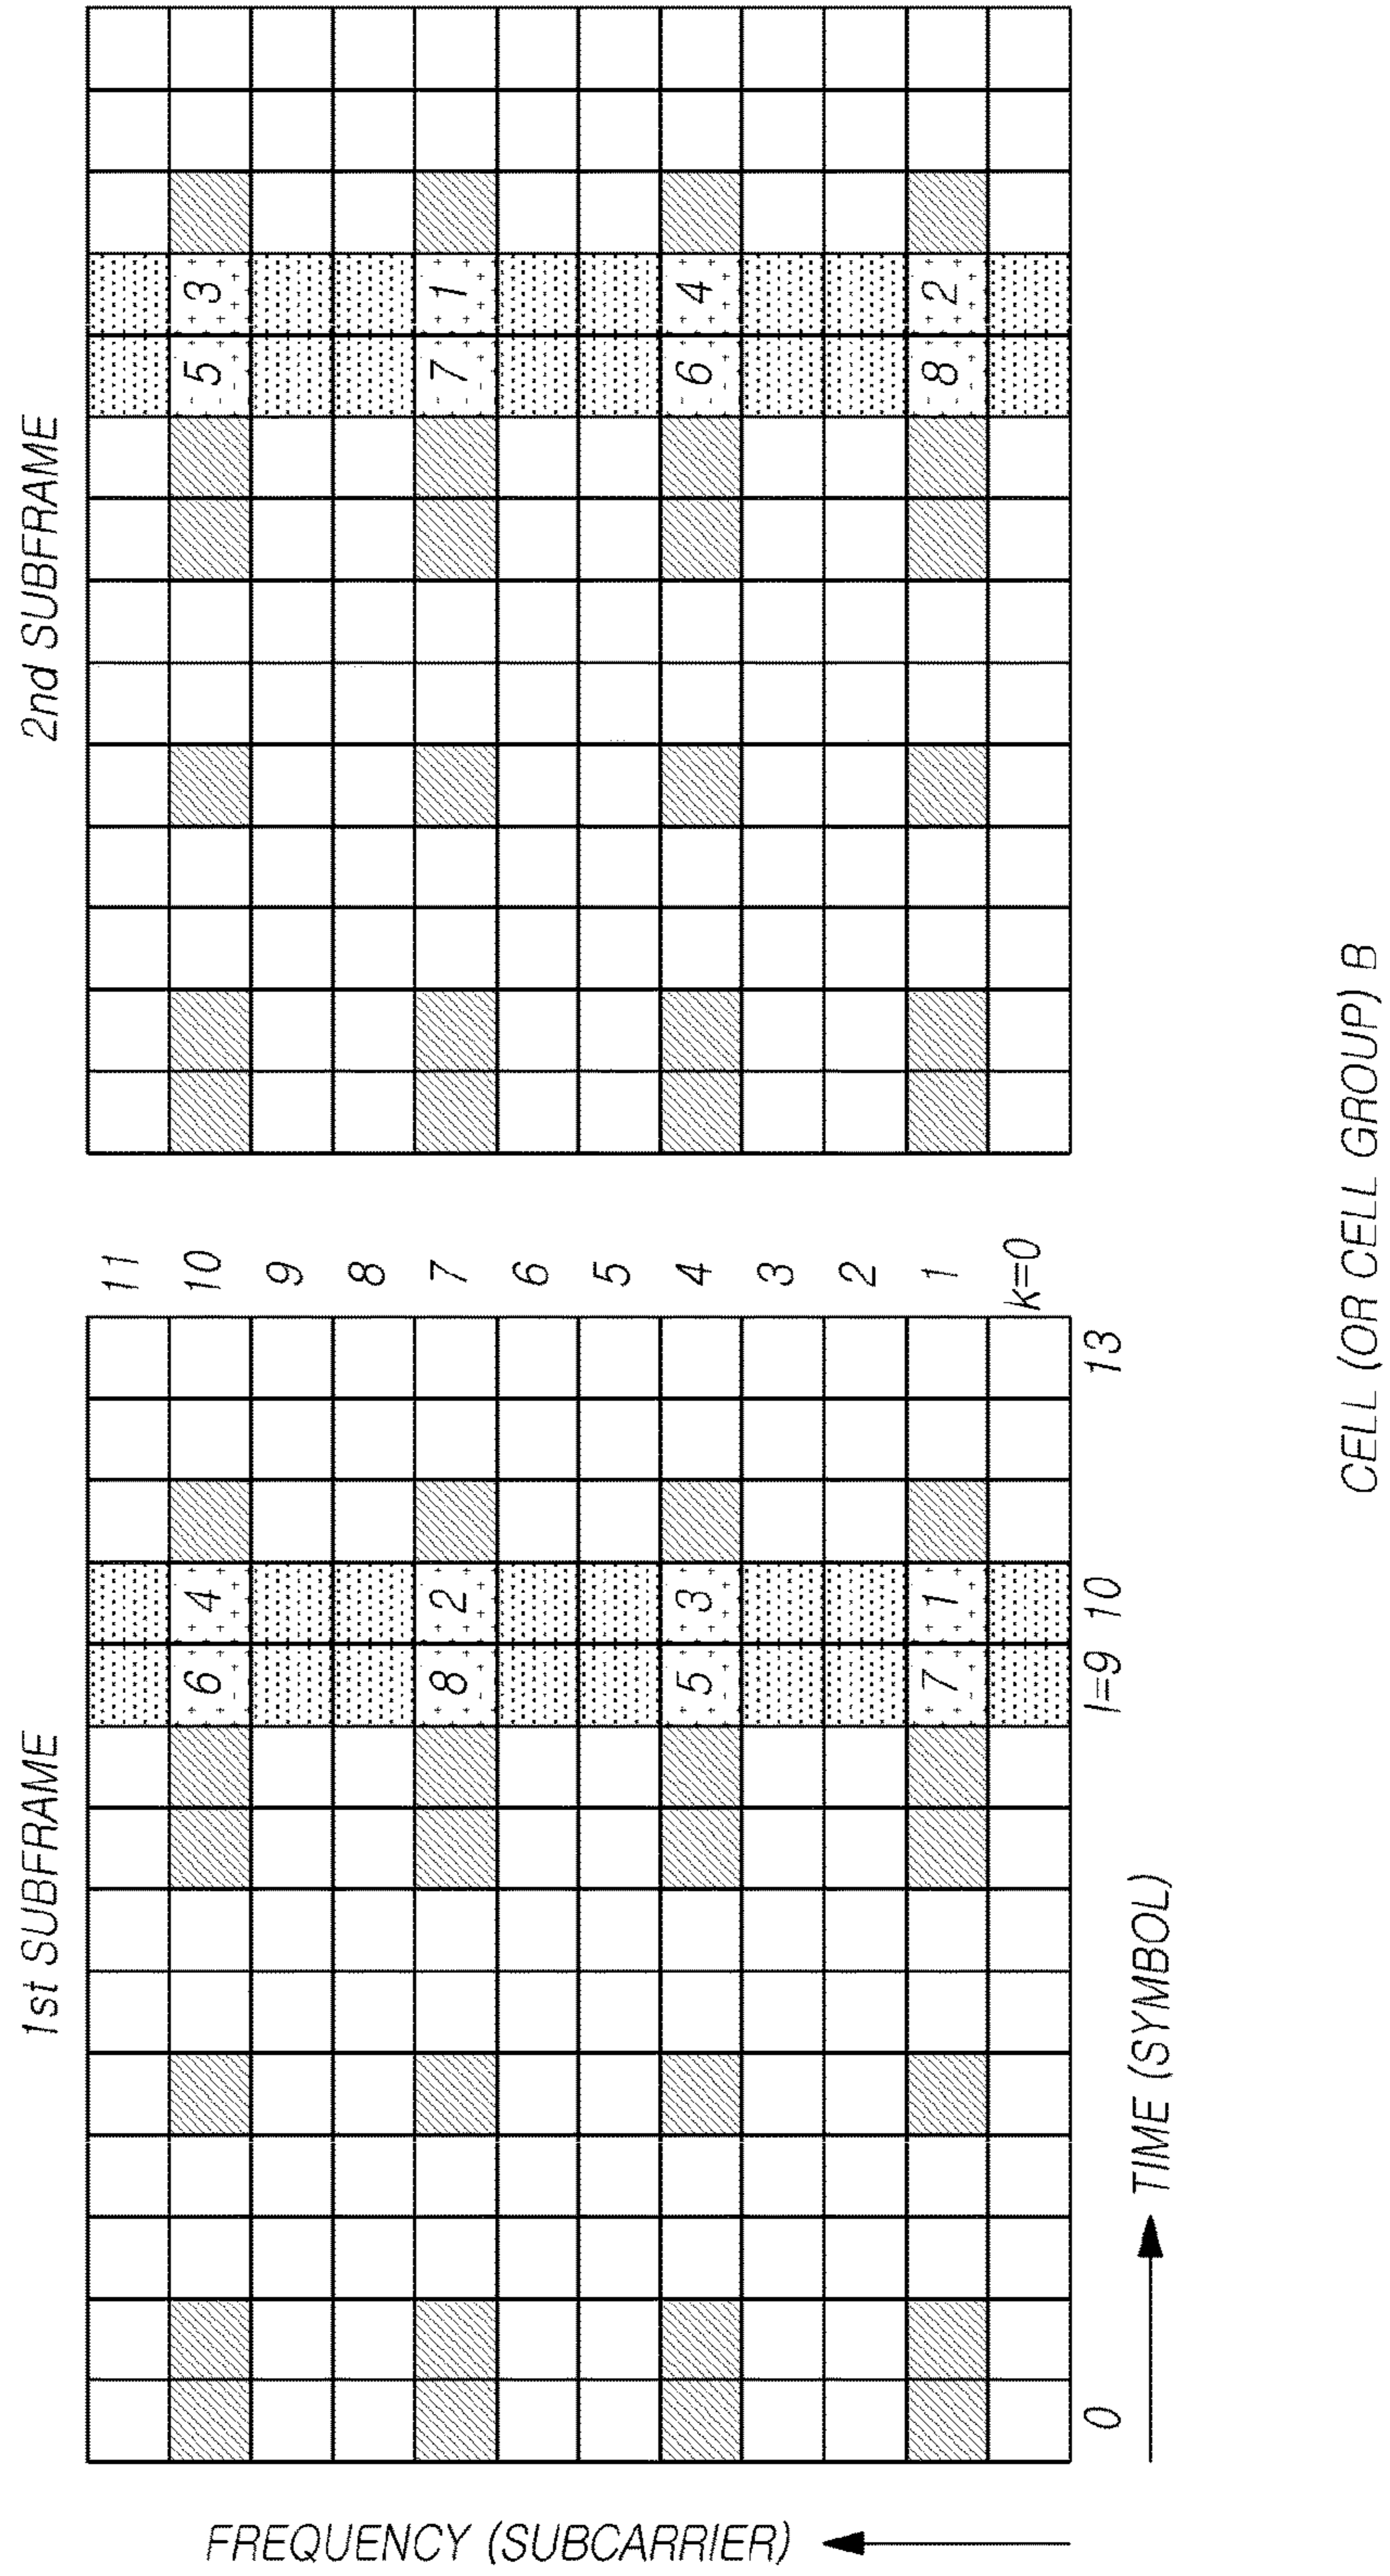 1st SUBFRAME 2nd SUBFRAME
11
6 4 10 5 3
9
8
8 2 7 7 1
6
5
5 3 4 6 4
3
2
7 1 1 8 2
k=0
0 l=9 10 13
FREQUENCY (SUBCARRIER)
TIME (SYMBOL)
CELL (OR CELL GROUP) B